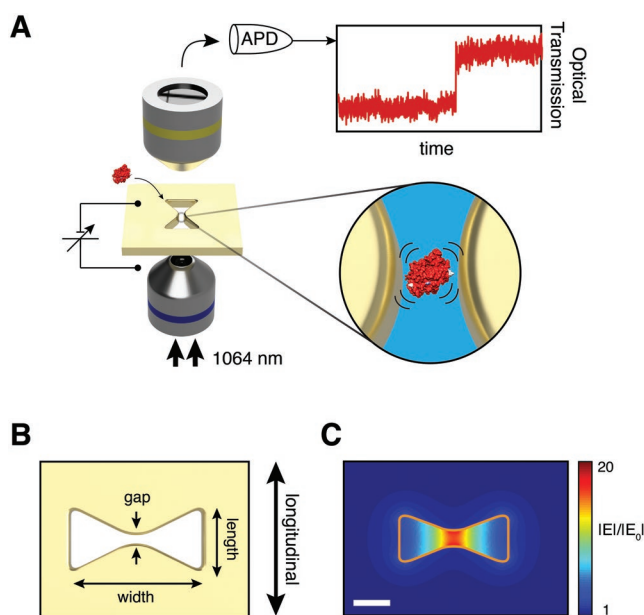 A
APD
Optical
Transmission
time
1064 nm
B
gap
length
width
longitudinal
C
20
|E|/|E₀|
1